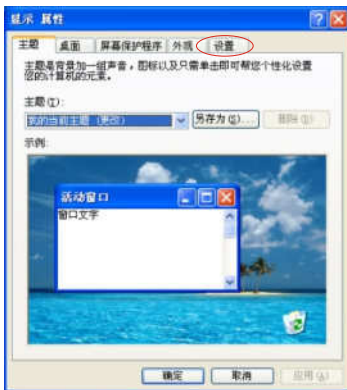 显示 属性
主题 桌面 屏幕保护程序 外观 设置
主题是背景加一组声音，图标以及只需单击即可帮您个性化设置
您的计算机的元素。
主题(T):
我的当前主题 (更改) 另存为(S)... 删除(D)
示例:
活动窗口
窗口文字
确定 取消 应用(A)